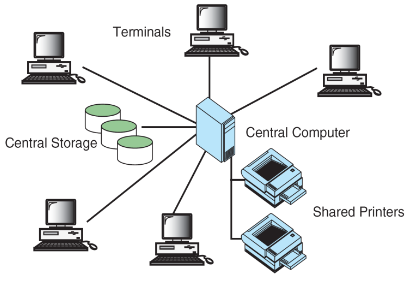 Terminals
Central Computer
Central Storage
Shared Printers